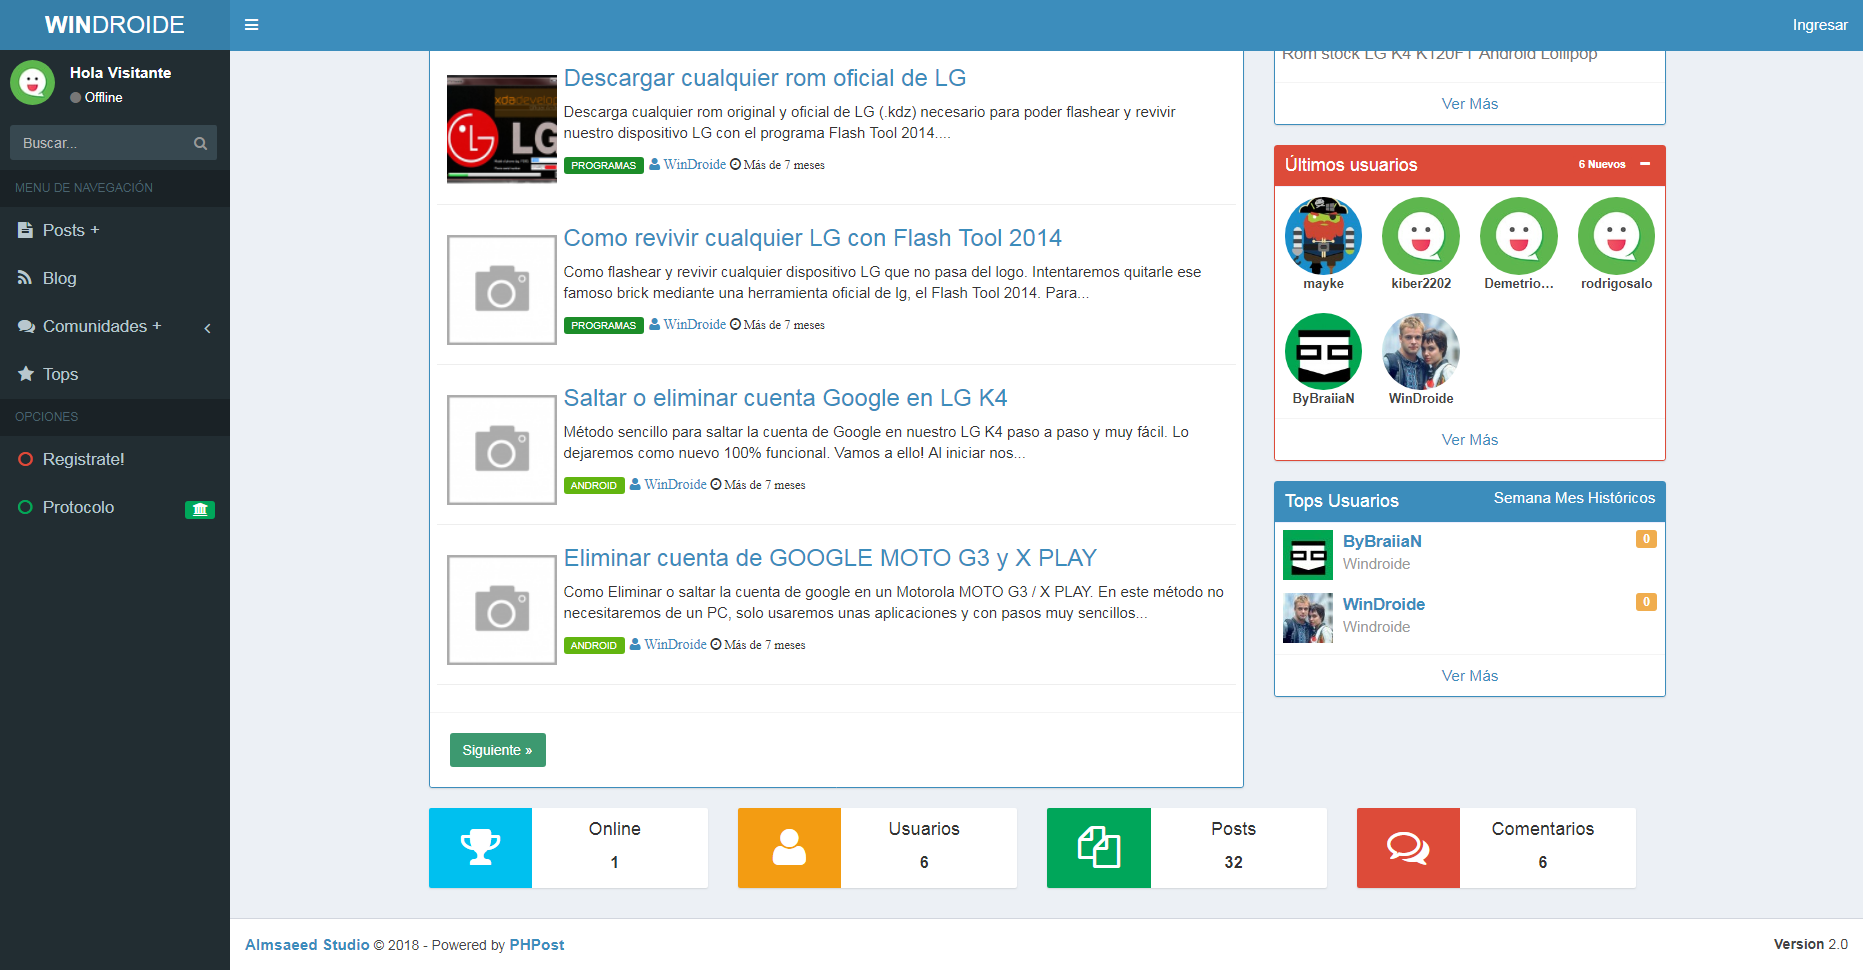 WINDROIDE
Ingresar
Hola Visitante
Offline
Buscar...
MENU DE NAVEGACIÓN
Posts +
Blog
Comunidades +
Tops
OPCIONES
Registrate!
Protocolo
xdadevelop
LG
Descargar cualquier rom oficial de LG
Descarga cualquier rom original y oficial de LG (.kdz) necesario para poder flashear y revivir
nuestro dispositivo LG con el programa Flash Tool 2014....
PROGRAMAS WinDroide Más de 7 meses
Como revivir cualquier LG con Flash Tool 2014
Como flashear y revivir cualquier dispositivo LG que no pasa del logo. Intentaremos quitarle ese
famoso brick mediante una herramienta oficial de lg, el Flash Tool 2014. Para...
PROGRAMAS WinDroide Más de 7 meses
Saltar o eliminar cuenta Google en LG K4
Método sencillo para saltar la cuenta de Google en nuestro LG K4 paso a paso y muy fácil. Lo
dejaremos como nuevo 100% funcional. Vamos a ello! Al iniciar nos...
ANDROID WinDroide Más de 7 meses
Eliminar cuenta de GOOGLE MOTO G3 y X PLAY
Como Eliminar o saltar la cuenta de google en un Motorola MOTO G3 / X PLAY. En este método no
necesitaremos de un PC, solo usaremos unas aplicaciones y con pasos muy sencillos...
ANDROID WinDroide Más de 7 meses
Siguiente »
Rom stock LG K4 K120FT Android Lollipop
Ver Más
Últimos usuarios 6 Nuevos
mayke kiber2202 Demetrio... rodrigosalo
ByBraiiaN WinDroide
Ver Más
Tops Usuarios Semana Mes Históricos
ByBraiiaN 0
Windroide
WinDroide 0
Windroide
Ver Más
Online Usuarios Posts Comentarios
1 6 32 6
Almsaeed Studio © 2018 - Powered by PHPost
Version 2.0